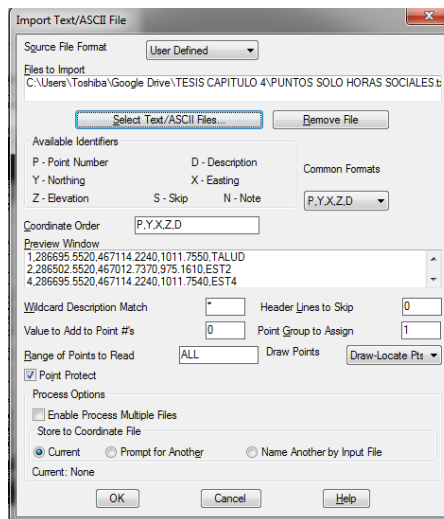 Import Text/ASCII File
Source File Format User Defined
Files to Import
C:\Users\Toshiba\Google Drive\TESIS CAPITULO 4\PUNTOS SOLO HORAS SOCIALES.t
Select Text/ASCII Files... Remove File
Available Identifiers
P - Point Number D - Description
Y - Northing X - Easting
Z - Elevation S - Skip N - Note
Common Formats
P,Y,X,Z,D
Coordinate Order P,Y,X,Z,D
Preview Window
1,286695.5520,467114.2240,1011.7550,TALUD
2,286502.5520,467012.7370,975.1610,EST2
4,286695.5520,467114.2240,1011.7540,EST4
Wildcard Description Match * Header Lines to Skip 0
Value to Add to Point #'s 0 Point Group to Assign 1
Range of Points to Read ALL Draw Points Draw-Locate Pts
Point Protect
Process Options
Enable Process Multiple Files
Store to Coordinate File
Current Prompt for Another Name Another by Input File
Current: None
OK Cancel Help